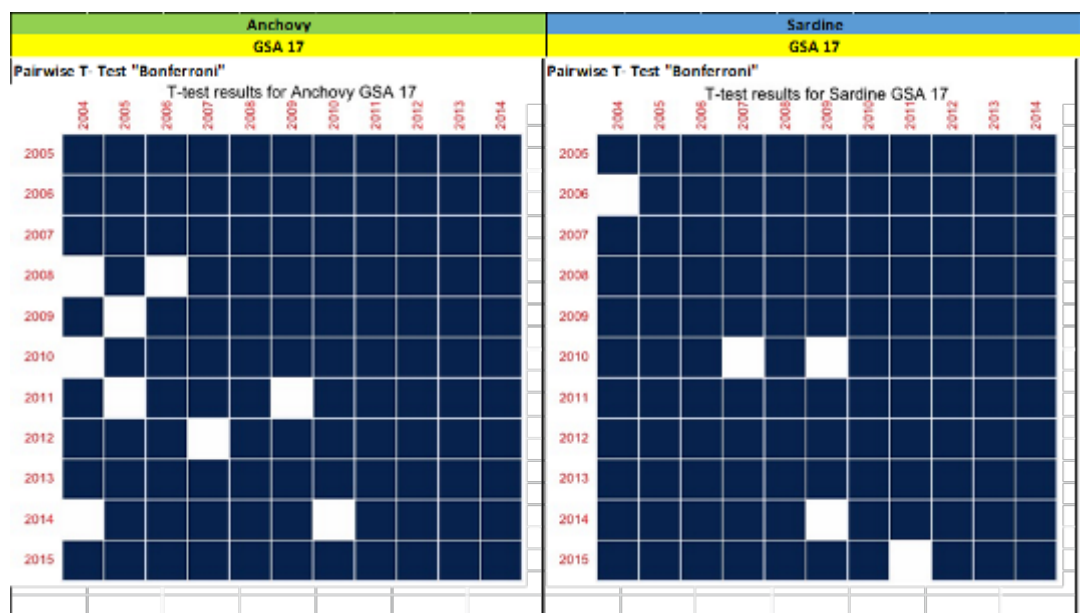 Anchovy
GSA 17
Pairwise T- Test "Bonferroni"
T-test results for Anchovy GSA 17
2004 2005 2006 2007 2008 2009 2010 2011 2012 2013 2014
2005
2006
2007
2008
2009
2010
2011
2012
2013
2014
2015
Sardine
GSA 17
Pairwise T- Test "Bonferroni"
T-test results for Sardine GSA 17
2004 2005 2006 2007 2008 2009 2010 2011 2012 2013 2014
2005
2006
2007
2008
2009
2010
2011
2012
2013
2014
2015